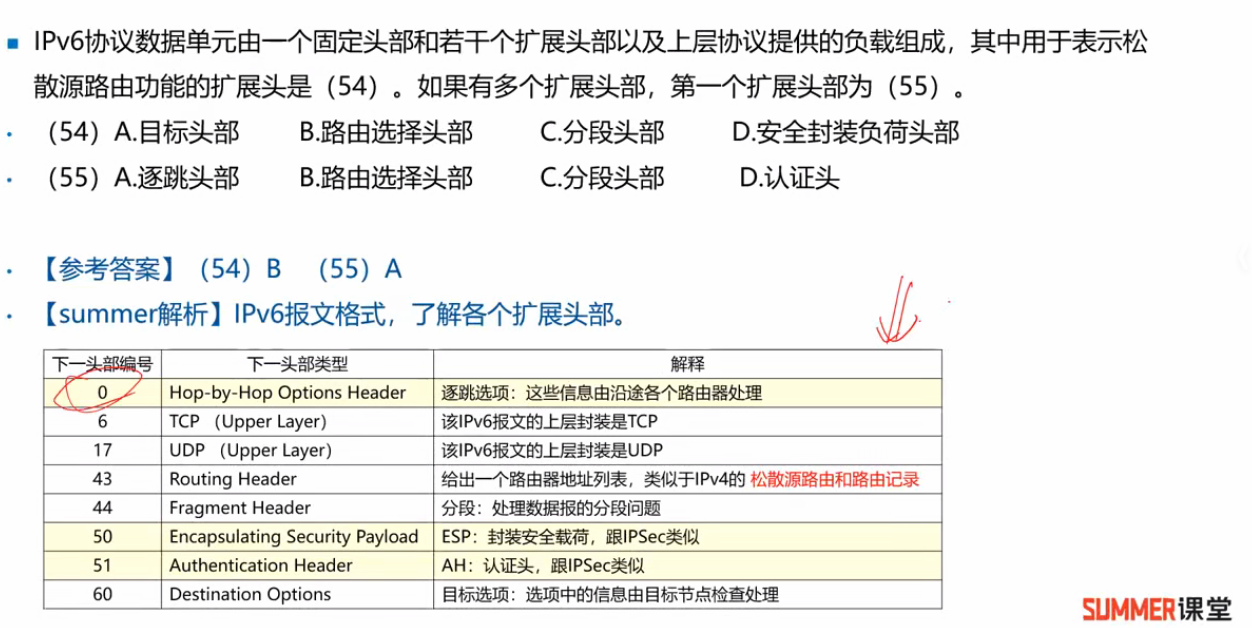 IPv6协议数据单元由一个固定头部和若干个扩展头部以及上层协议提供的负载组成，其中用于表示松
散源路由功能的扩展头是（54）。如果有多个扩展头部，第一个扩展头部为（55）。
（54）A.目标头部 B.路由选择头部 C.分段头部 D.安全封装负荷头部
（55）A.逐跳头部 B.路由选择头部 C.分段头部 D.认证头
【参考答案】（54）B （55）A
【summer解析】IPv6报文格式，了解各个扩展头部。
下一头部编号 下一头部类型 解释
0 Hop-by-Hop Options Header 逐跳选项：这些信息由沿途各个路由器处理
6 TCP （Upper Layer） 该IPv6报文的上层封装是TCP
17 UDP （Upper Layer） 该IPv6报文的上层封装是UDP
43 Routing Header 给出一个路由器地址列表，类似于IPv4的 松散源路由和路由记录
44 Fragment Header 分段：处理数据报的分段问题
50 Encapsulating Security Payload ESP：封装安全载荷，跟IPSec类似
51 Authentication Header AH：认证头，跟IPSec类似
60 Destination Options 目标选项：选项中的信息由目标节点检查处理
SUMMER课堂